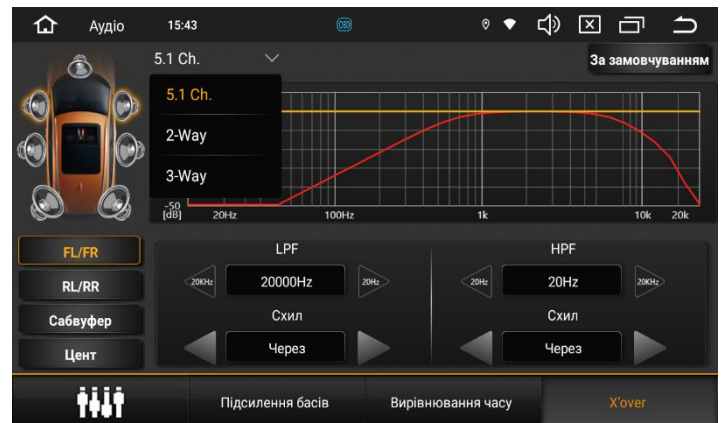 Аудіо 15:43 OBD
5.1 Ch. За замовчуванням
5.1 Ch.
2-Way
3-Way
-50
[dB] 20Hz 100Hz 1k 10k 20k
FL/FR
RL/RR
Сабвуфер
Цент
LPF HPF
20KHz 20000Hz 20Hz 20Hz 20Hz 20KHz
Схил Схил
Через Через
Підсилення басів Вирівнювання часу X'over